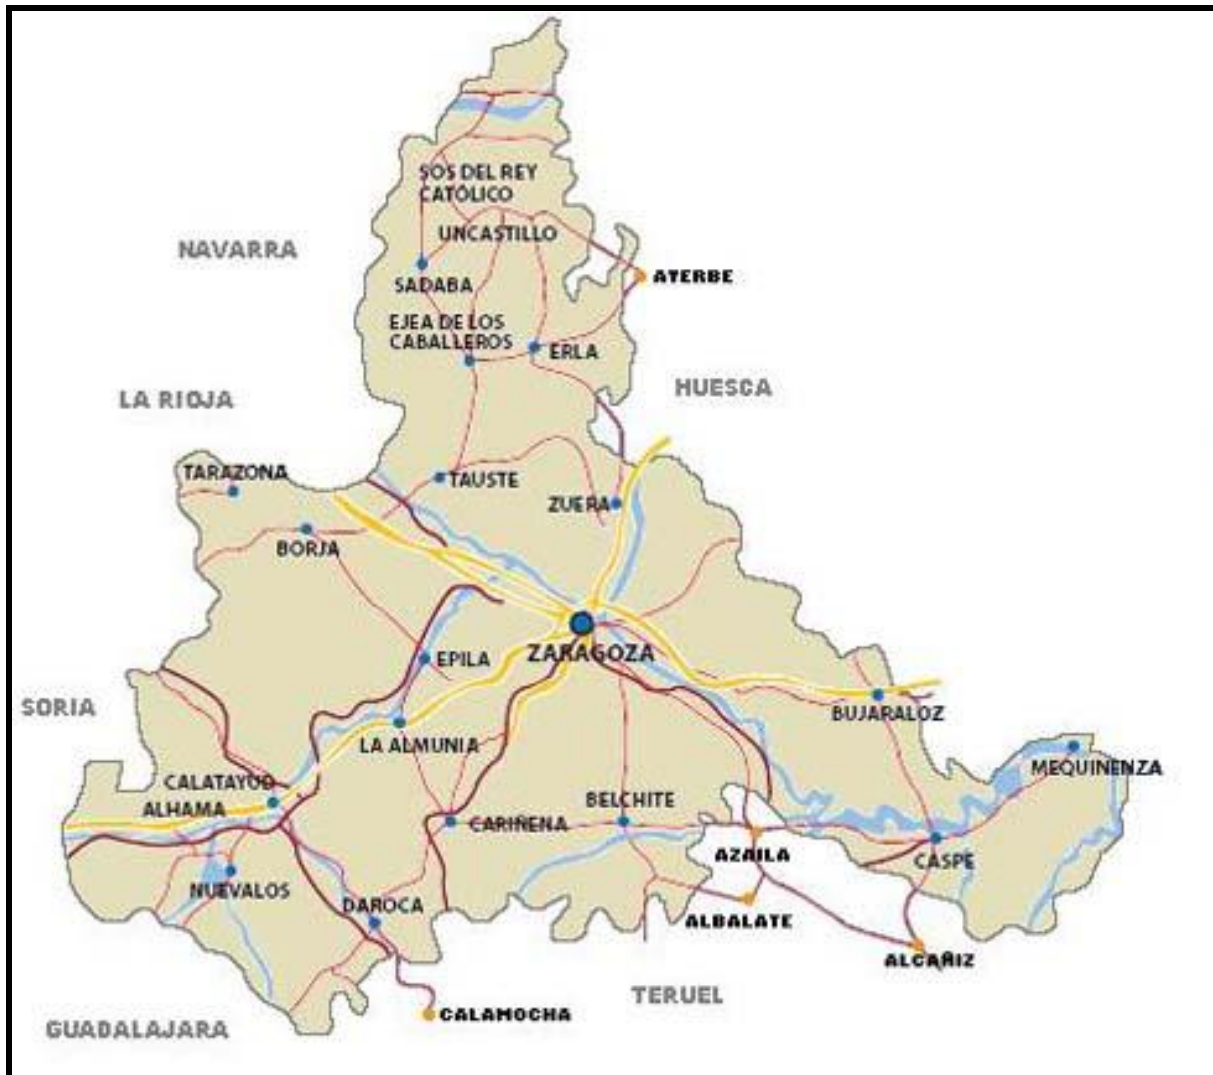 SOS DEL REY
CATÓLICO
UNCASTILLO
NAVARRA
SADABA
ATERBE
EJEA DE LOS
CABALLEROS
ERLA
HUESCA
LA RIOJA
TARAZONA
TAUSTE
ZUERA
BORJA
ZARAGOZA
EPILA
SORIA
BUJARALOZ
LA ALMUNIA
MEQUINENZA
CALATAYUD
ALHAMA
BELCHITE
CARIÑENA
AZAILA
CASPE
NUEVALOS
DAROCA
ALBALATE
ALCAÑIZ
TERUEL
CALAMOCHA
GUADALAJARA